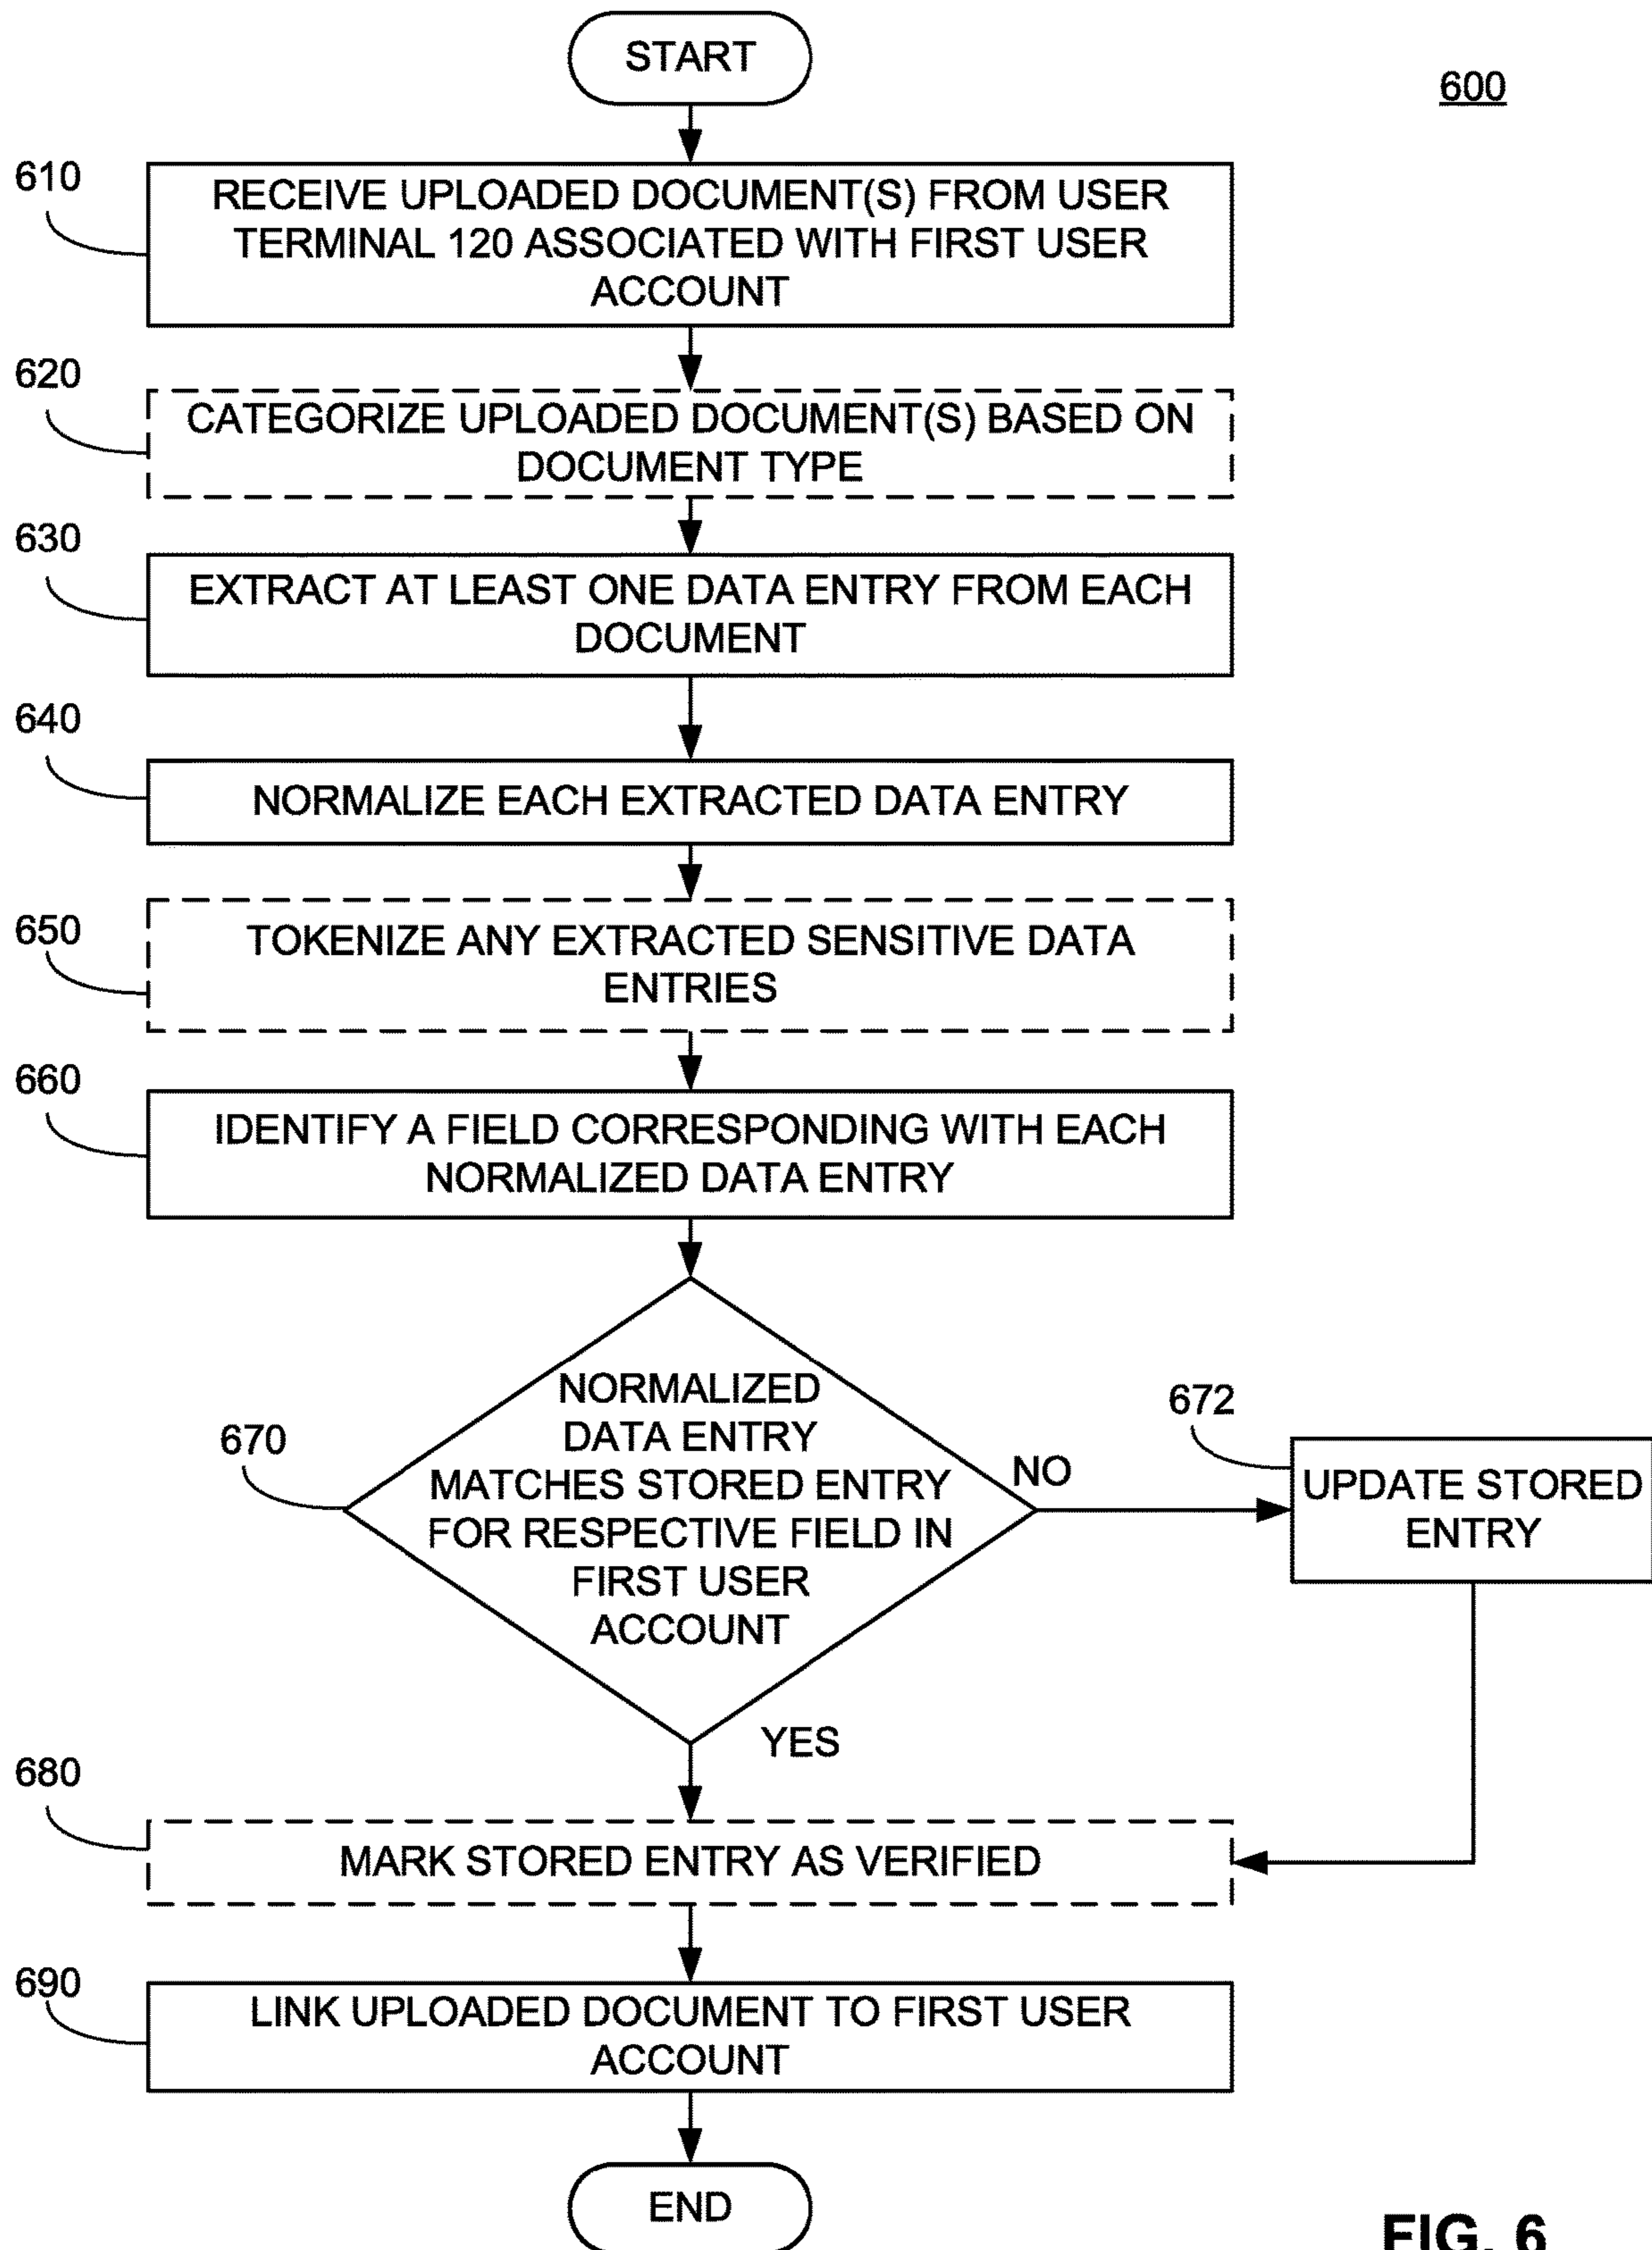 START
600
610
RECEIVE UPLOADED DOCUMENT(S) FROM USER
TERMINAL 120 ASSOCIATED WITH FIRST USER
ACCOUNT
620
CATEGORIZE UPLOADED DOCUMENT(S) BASED ON
DOCUMENT TYPE
630
EXTRACT AT LEAST ONE DATA ENTRY FROM EACH
DOCUMENT
640
NORMALIZE EACH EXTRACTED DATA ENTRY
650
TOKENIZE ANY EXTRACTED SENSITIVE DATA
ENTRIES
660
IDENTIFY A FIELD CORRESPONDING WITH EACH
NORMALIZED DATA ENTRY
670
NORMALIZED
DATA ENTRY
MATCHES STORED ENTRY
FOR RESPECTIVE FIELD IN
FIRST USER
ACCOUNT
NO
672
UPDATE STORED
ENTRY
YES
680
MARK STORED ENTRY AS VERIFIED
690
LINK UPLOADED DOCUMENT TO FIRST USER
ACCOUNT
END
FIG. 6